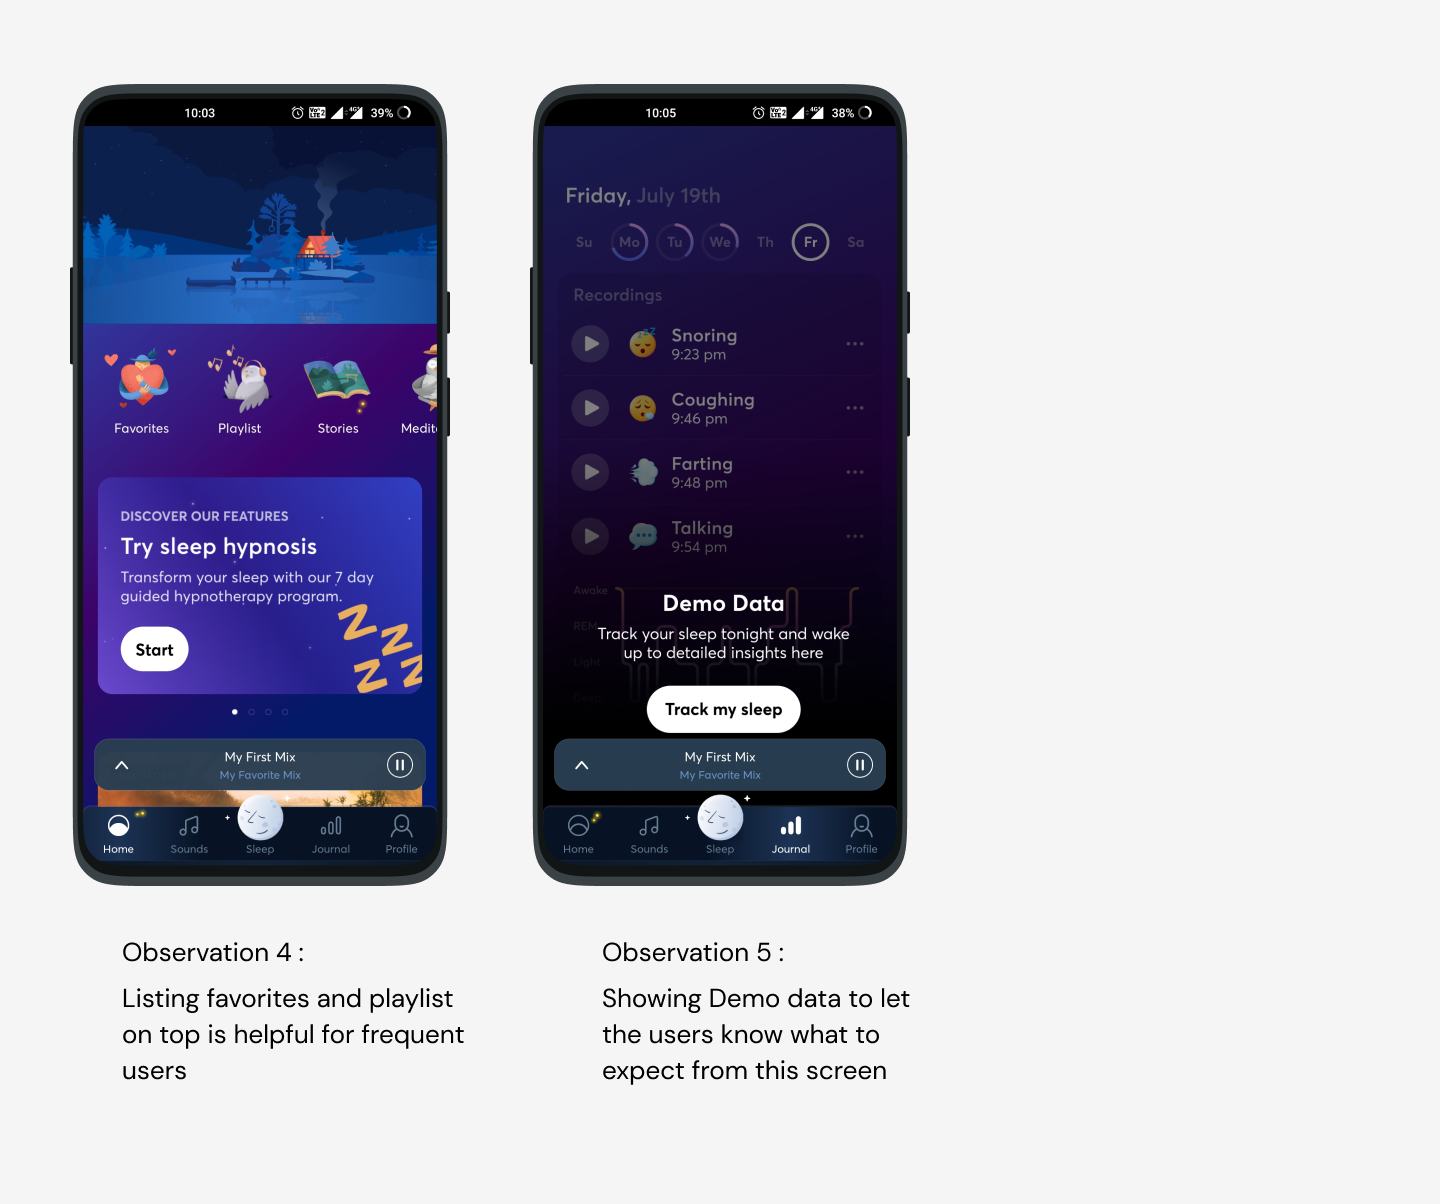 10:03
39%
Favorites
Playlist
Stories
DISCOVER OUR FEATURES
Try sleep hypnosis
Transform your sleep with our 7 day
guided hypnotherapy program.
Start
My First Mix
My Favorite Mix
Home
Sounds
Sleep
Journal
Profile
Observation 4 :
Listing favorites and playlist
on top is helpful for frequent
users
10:05
38%
Friday, July 19th
Su Mo Tu We Th Fr Sa
Recordings
Snoring
9:23 pm
Coughing
9:46 pm
Farting
9:48 pm
Talking
9:54 pm
Awake
REM
Light
Deep
Demo Data
Track your sleep tonight and wake
up to detailed insights here
Track my sleep
My First Mix
My Favorite Mix
Home
Sounds
Sleep
Journal
Profile
Observation 5 :
Showing Demo data to let
the users know what to
expect from this screen